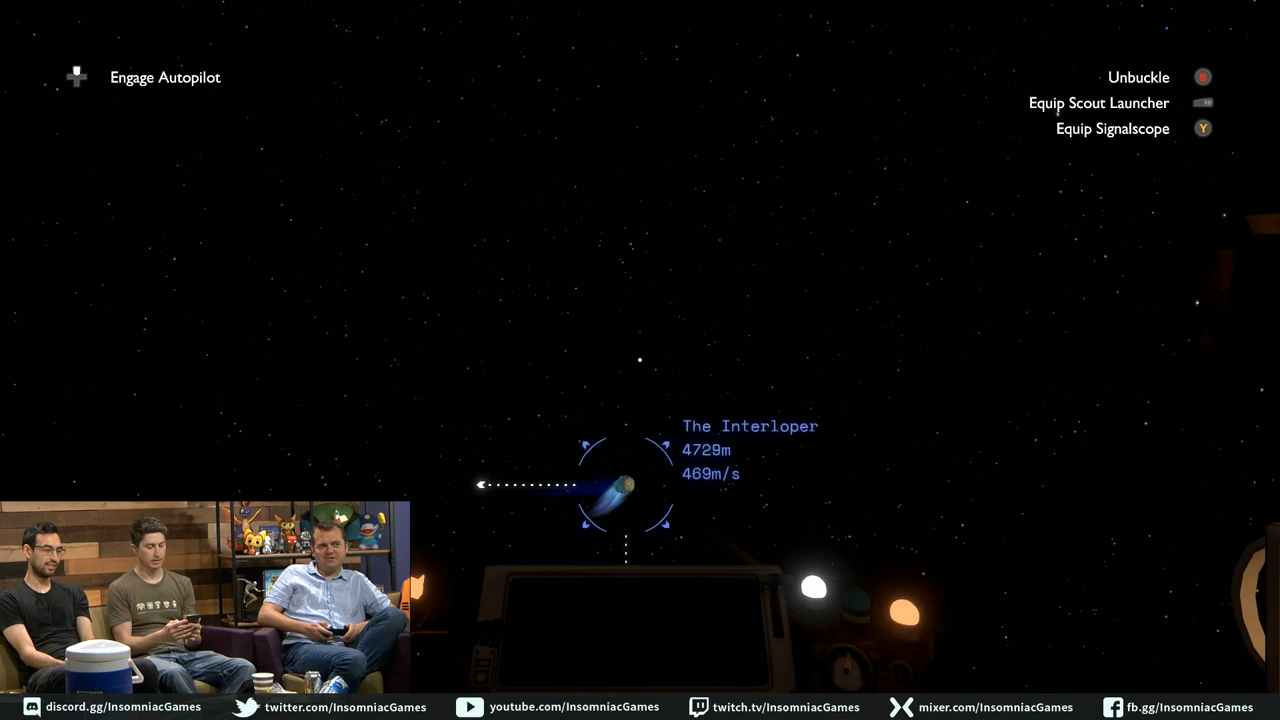 Engage Autopilot
Unbuckle B
Equip Scout Launcher RB
Equip Signalscope Y
The Interloper
4729m
469m/s
discord.gg/InsomniacGames
twitter.com/InsomniacGames
youtube.com/InsomniacGames
twitch.tv/InsomniacGames
mixer.com/InsomniacGames
fb.gg/InsomniacGames